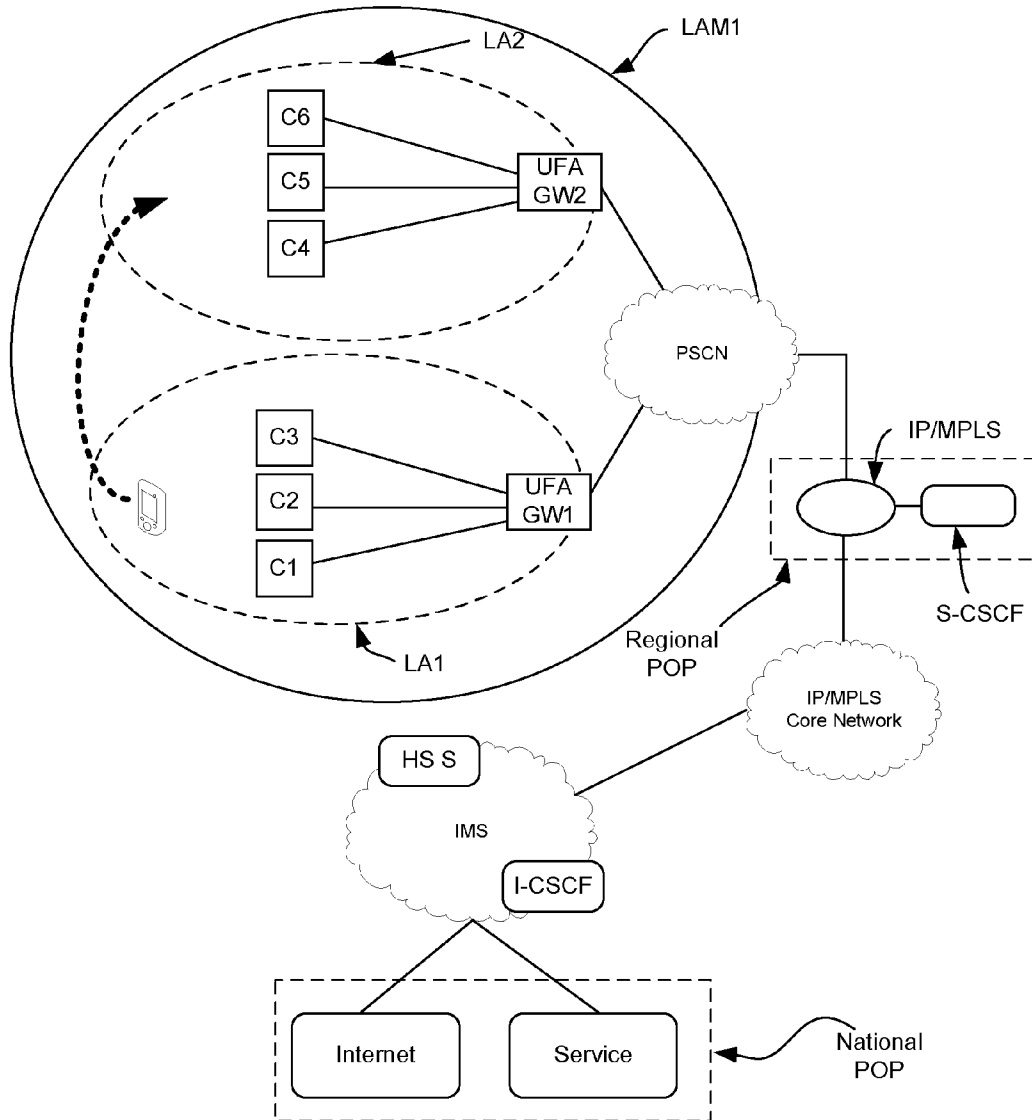 LA2
LAM1
C6
C5
C4
UFA
GW2
PSCN
C3
C2
C1
UFA
GW1
IP/MPLS
S-CSCF
LA1
Regional
POP
IP/MPLS
Core Network
HS S
IMS
I-CSCF
Internet
Service
National
POP